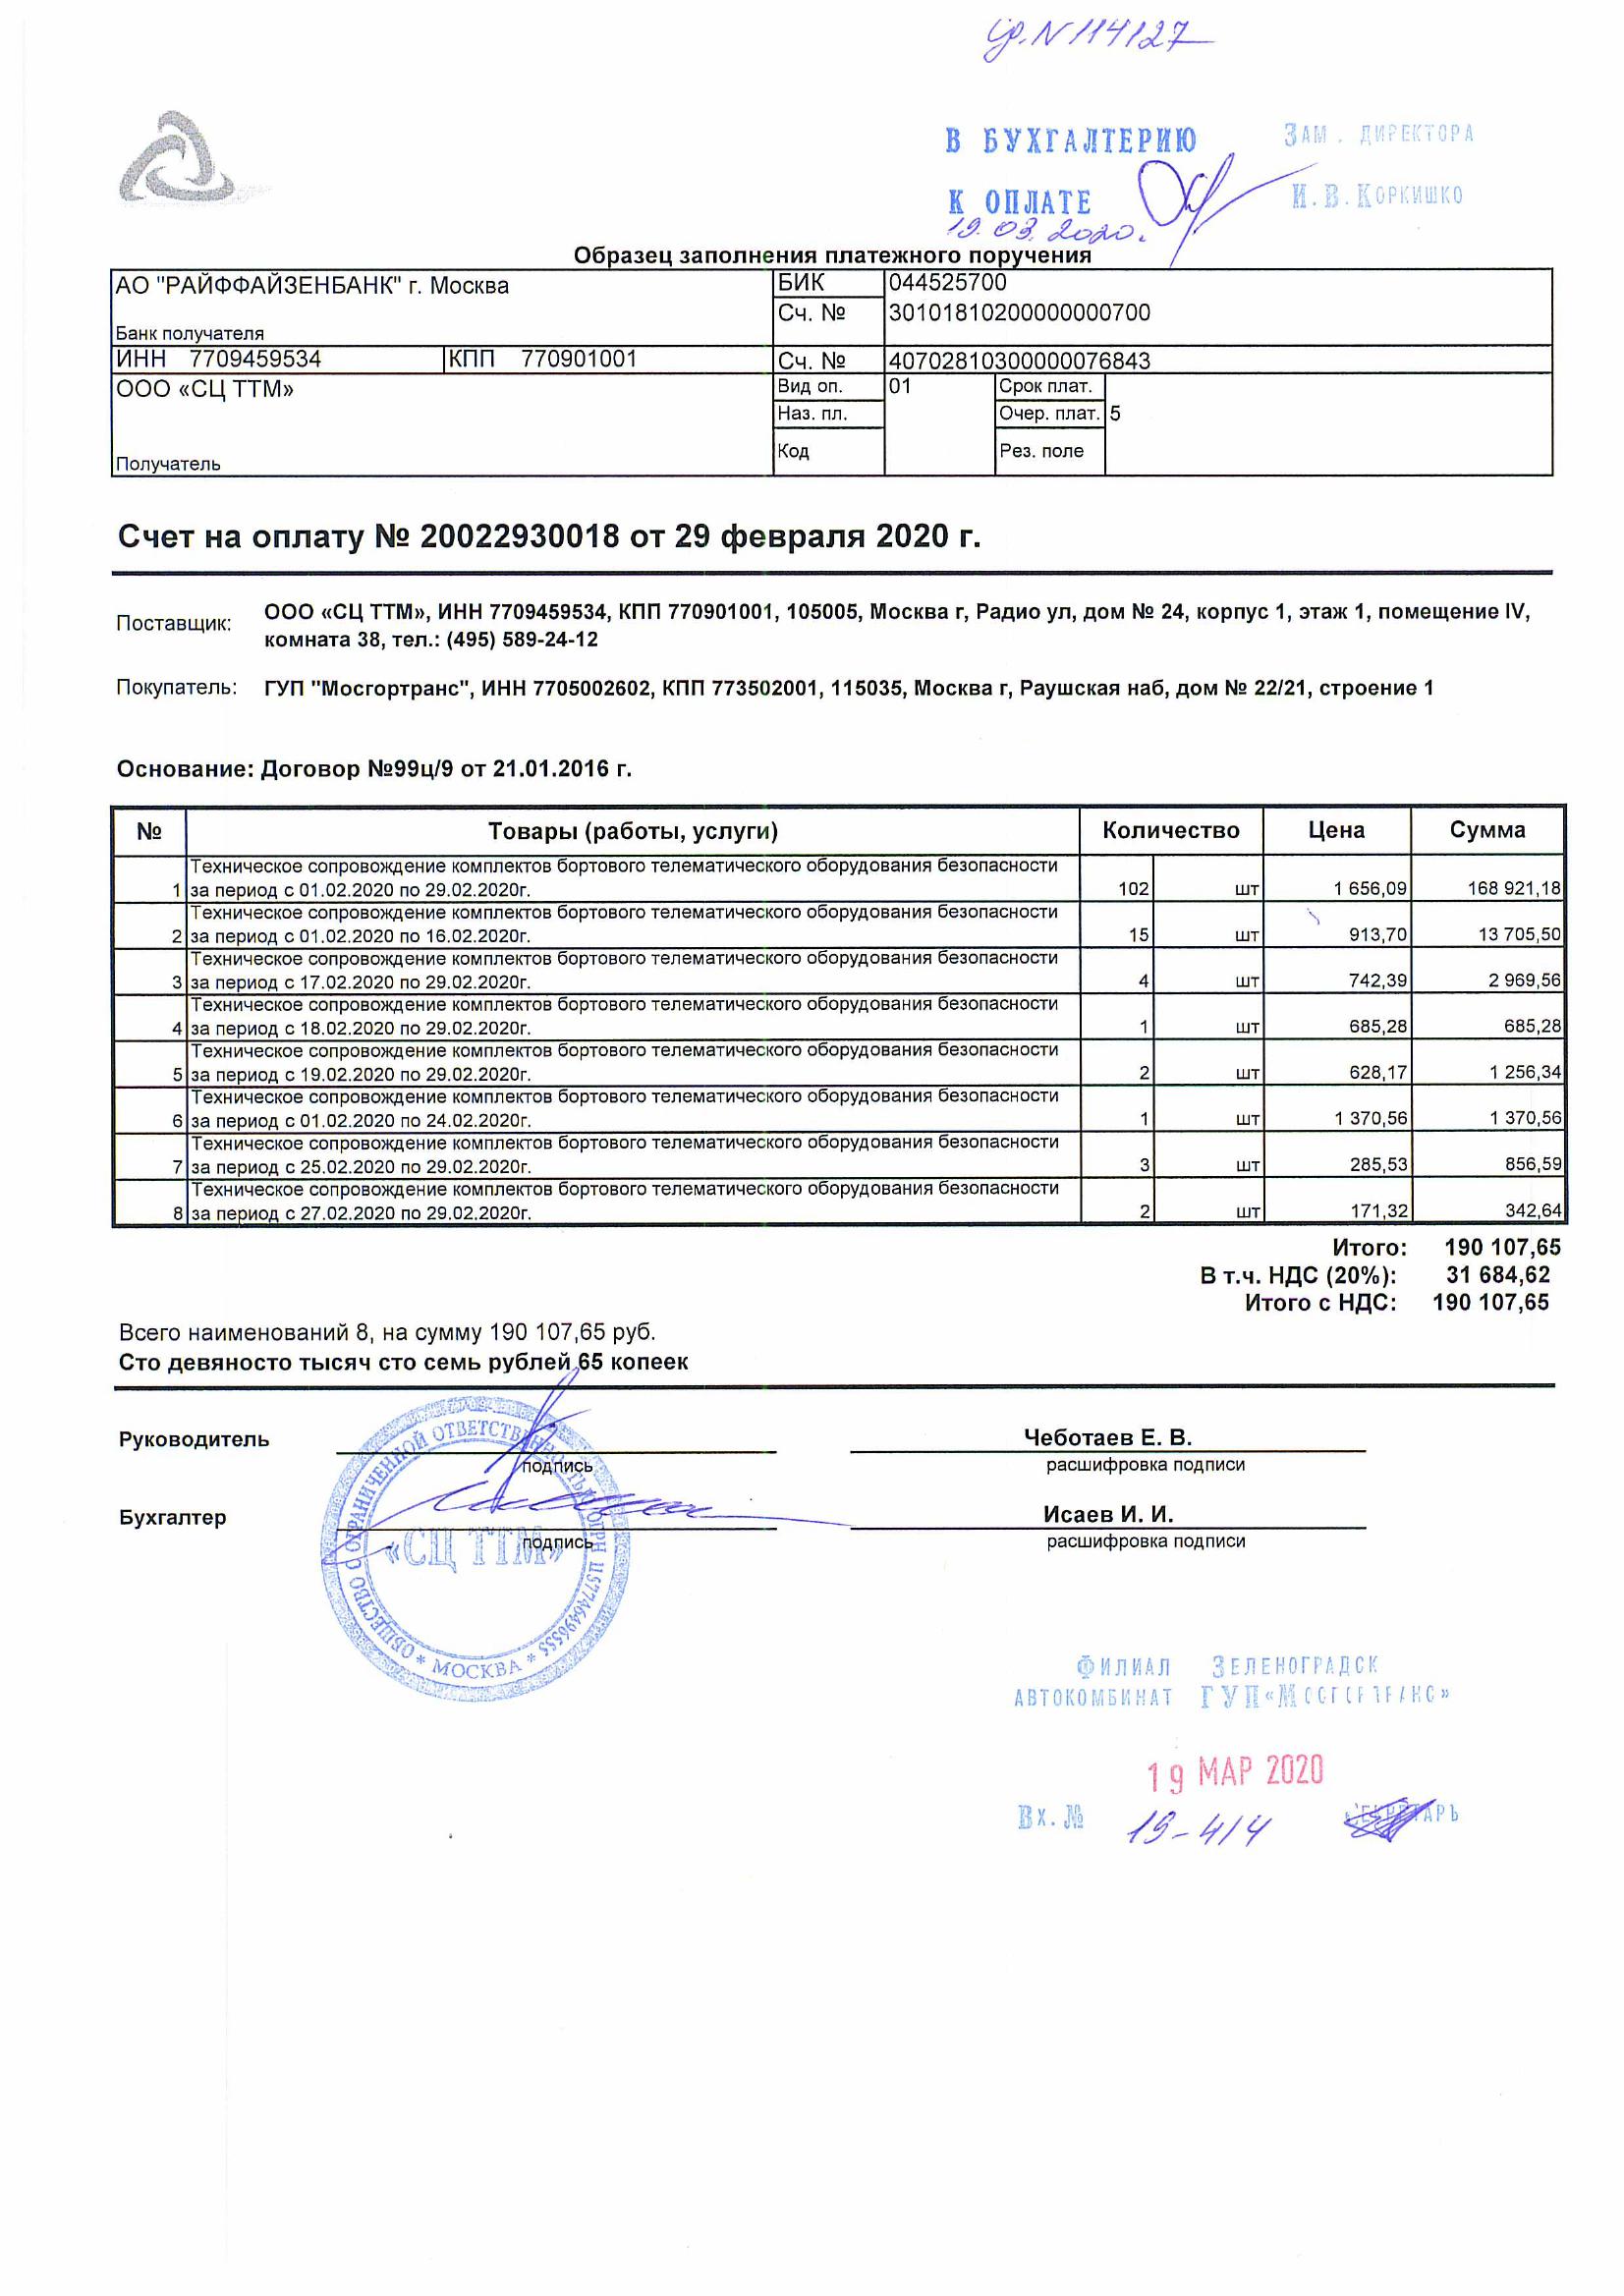 ср. N 114127
В БУХГАЛТЕРИЮ ЗАМ. ДИРЕКТОРА
К ОПЛАТЕ И.В.КОРКИШКО
19.03.2020.
Образец заполнения платежного поручения
АО "РАЙФФАЙЗЕНБАНК" г. Москва БИК 044525700
Сч. № 30101810200000000700
Банк получателя
ИНН 7709459534 КПП 770901001 Сч. № 40702810300000076843
ООО «СЦ ТТМ» Вид оп. 01 Срок плат.
Наз. пл. Очер. плат. 5
Код Рез. поле
Получатель
Счет на оплату № 20022930018 от 29 февраля 2020 г.
Поставщик: ООО «СЦ ТТМ», ИНН 7709459534, КПП 770901001, 105005, Москва г, Радио ул, дом № 24, корпус 1, этаж 1, помещение IV,
комната 38, тел.: (495) 589-24-12
Покупатель: ГУП "Мосгортранс", ИНН 7705002602, КПП 773502001, 115035, Москва г, Раушская наб, дом № 22/21, строение 1
Основание: Договор №99ц/9 от 21.01.2016 г.
№ Товары (работы, услуги) Количество Цена Сумма
Техническое сопровождение комплектов бортового телематического оборудования безопасности
1 за период с 01.02.2020 по 29.02.2020г. 102 шт 1 656,09 168 921,18
Техническое сопровождение комплектов бортового телематического оборудования безопасности
2 за период с 01.02.2020 по 16.02.2020г. 15 шт 913,70 13 705,50
Техническое сопровождение комплектов бортового телематического оборудования безопасности
3 за период с 17.02.2020 по 29.02.2020г. 4 шт 742,39 2 969,56
Техническое сопровождение комплектов бортового телематического оборудования безопасности
4 за период с 18.02.2020 по 29.02.2020г. 1 шт 685,28 685,28
Техническое сопровождение комплектов бортового телематического оборудования безопасности
5 за период с 19.02.2020 по 29.02.2020г. 2 шт 628,17 1 256,34
Техническое сопровождение комплектов бортового телематического оборудования безопасности
6 за период с 01.02.2020 по 24.02.2020г. 1 шт 1 370,56 1 370,56
Техническое сопровождение комплектов бортового телематического оборудования безопасности
7 за период с 25.02.2020 по 29.02.2020г. 3 шт 285,53 856,59
Техническое сопровождение комплектов бортового телематического оборудования безопасности
8 за период с 27.02.2020 по 29.02.2020г. 2 шт 171,32 342,64
Итого: 190 107,65
В т.ч. НДС (20%): 31 684,62
Итого с НДС: 190 107,65
Всего наименований 8, на сумму 190 107,65 руб.
Сто девяносто тысяч сто семь рублей 65 копеек
Руководитель Чеботаев Е. В.
подпись расшифровка подписи
Бухгалтер Исаев И. И.
подпись расшифровка подписи
ОБЩЕСТВО С ОГРАНИЧЕННОЙ ОТВЕТСТВЕННОСТЬЮ ОГРН 1157746496555
«СЦ ТТМ»
* МОСКВА *
ФИЛИАЛ ЗЕЛЕНОГРАДСК
АВТОКОМБИНАТ ГУП«МОСГОРТРАНС»
19 МАР 2020
Вх.№ 15-414 СЕКРЕТАРЬ